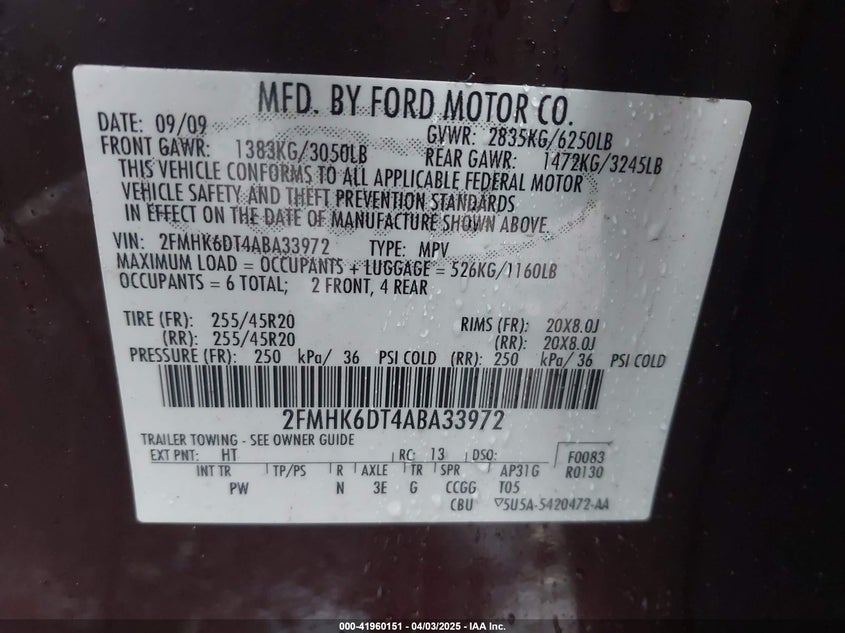 MFD. BY FORD MOTOR CO.
DATE: 09/09 GVWR: 2835KG/6250LB
FRONT GAWR: 1383KG/3050LB REAR GAWR: 1472KG/3245LB
THIS VEHICLE CONFORMS TO ALL APPLICABLE FEDERAL MOTOR
VEHICLE SAFETY AND THEFT PREVENTION STANDARDS
IN EFFECT ON THE DATE OF MANUFACTURE SHOWN ABOVE.
VIN: 2FMHK6DT4ABA33972 TYPE: MPV
MAXIMUM LOAD = OCCUPANTS + LUGGAGE = 526KG/1160LB
OCCUPANTS = 6 TOTAL; 2 FRONT, 4 REAR
TIRE (FR): 255/45R20 RIMS (FR): 20X8.0J
(RR): 255/45R20 (RR): 20X8.0J
PRESSURE (FR): 250 kPa/ 36 PSI COLD (RR): 250 kPa/ 36 PSI COLD
2FMHK6DT4ABA33972
TRAILER TOWING - SEE OWNER GUIDE
EXT PNT: HT RC: 13 DSO: F0083
INT TR TP/PS R AXLE TR SPR AP31G R0130
PW N 3E G CCGG T05
CBU 5U5A-5420472-AA
000-41960151 - 04/03/2025 - IAA Inc.